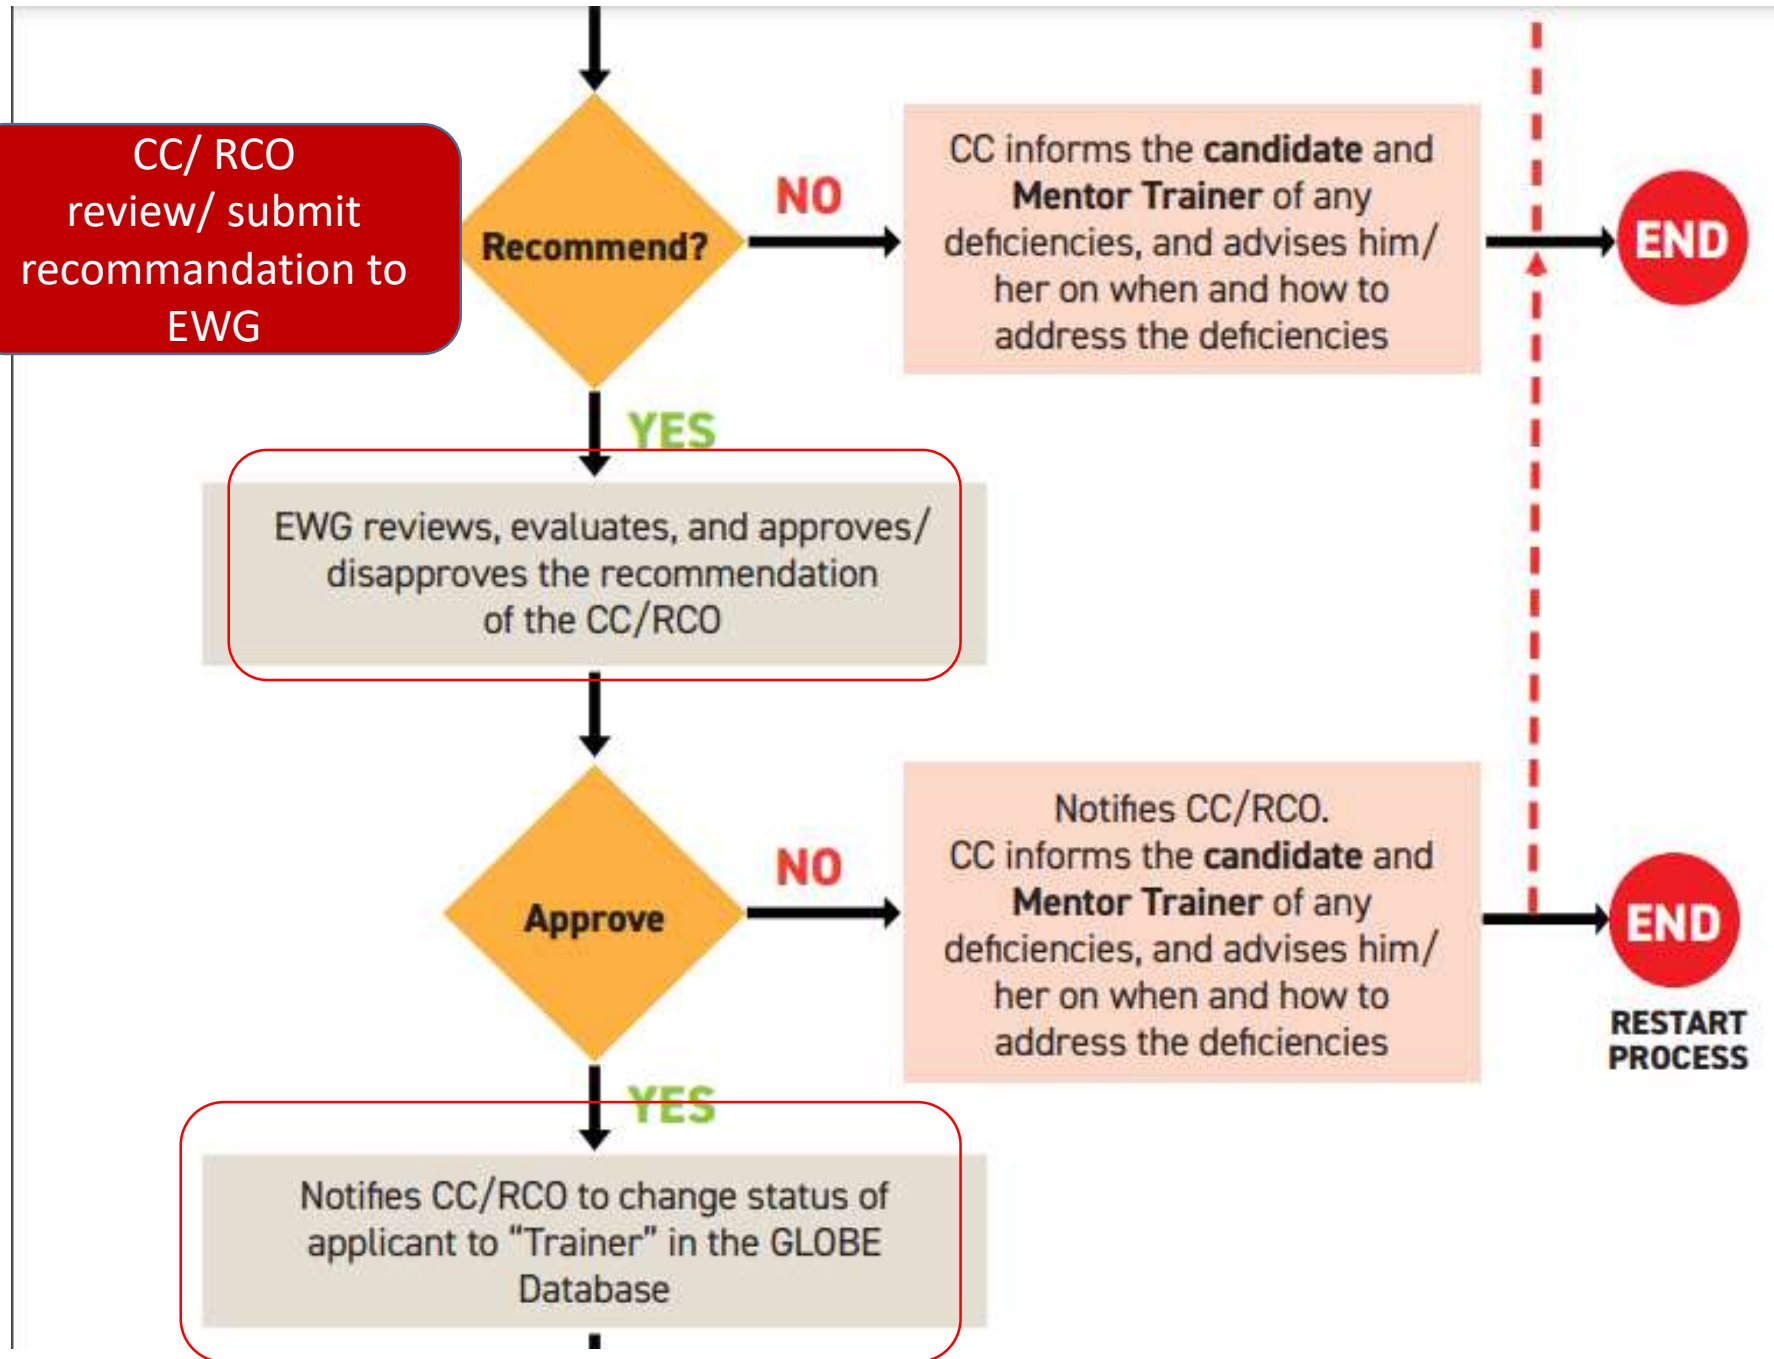 CC/ RCO
review/ submit
recommandation to
EWG
Recommend?
NO
CC informs the candidate and
Mentor Trainer of any
deficiencies, and advises him/
her on when and how to
address the deficiencies
END
YES
EWG reviews, evaluates, and approves/
disapproves the recommendation
of the CC/RCO
Approve
NO
Notifies CC/RCO.
CC informs the candidate and
Mentor Trainer of any
deficiencies, and advises him/
her on when and how to
address the deficiencies
END
RESTART
PROCESS
YES
Notifies CC/RCO to change status of
applicant to “Trainer” in the GLOBE
Database